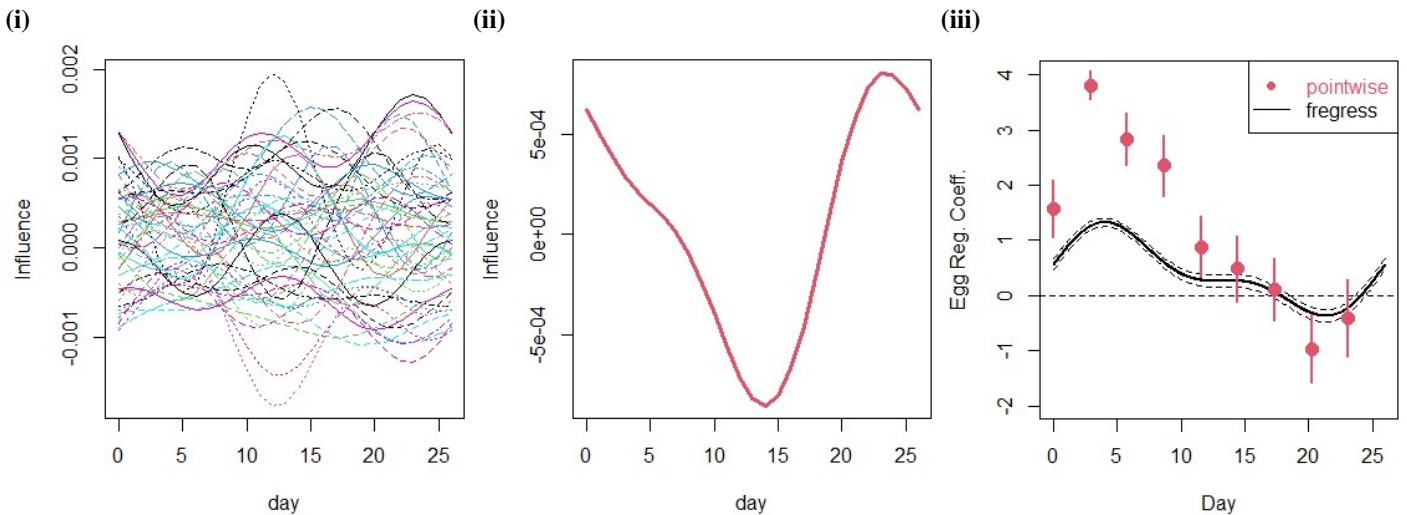 (i)
Influence
0.002
0.001
0.000
-0.001
0 5 10 15 20 25
day
(ii)
Influence
5e-04
0e+00
-5e-04
0 5 10 15 20 25
day
(iii)
Egg Reg. Coeff.
4
3
2
1
0
-1
-2
pointwise
fregress
0 5 10 15 20 25
Day